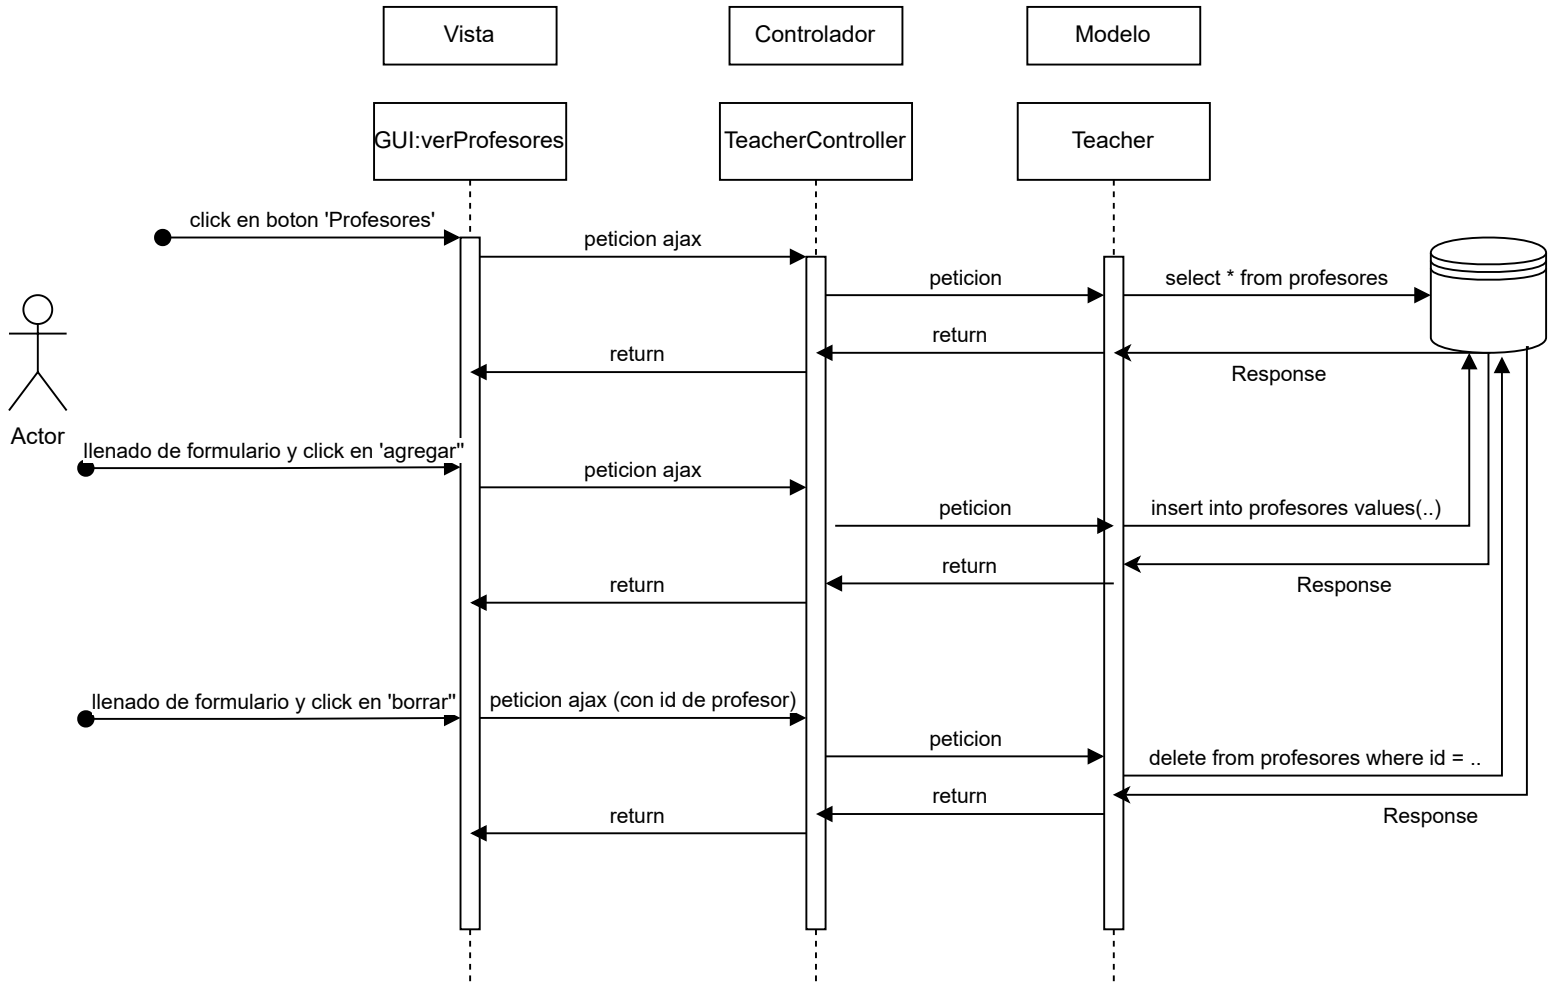 Vista
Controlador
Modelo
GUI:verProfesores
TeacherController
Teacher
click en boton 'Profesores'
peticion ajax
peticion
select * from profesores
return
return
Response
Actor
llenado de formulario y click en 'agregar''
peticion ajax
peticion
insert into profesores values(..)
return
return
Response
llenado de formulario y click en 'borrar''
peticion ajax (con id de profesor)
peticion
delete from profesores where id = ..
return
return
Response